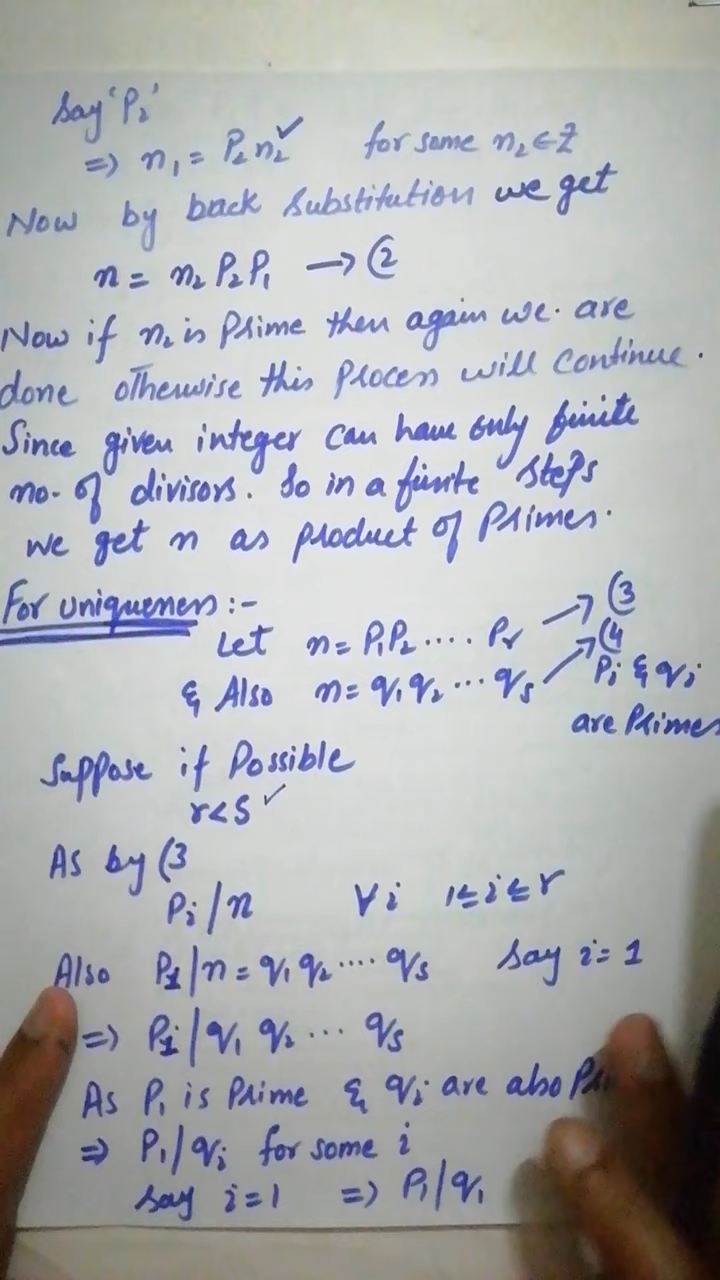 Say 'P₂'
⇒ n₁ = P₂n₂ ✓ for some n₂ ∈ Z
Now by back substitution we get
n = n₂ P₂ P₁ → (2
Now if n₂ is Prime then again we are
done otherwise this Process will continue.
Since given integer can have only finite
no. of divisors. So in a finite steps
we get n as product of Primes.
For uniqueness :-
Let n = P₁P₂ .... Pᵣ → (3
& Also n = q₁q₂ ... qₛ → (4
Pᵢ & qᵢ
are Primes
Suppose if Possible
r<s ✓
As by (3
Pᵢ/n ∀ i 1≤i≤r
Also P₁/n = q₁q₂ .... qₛ Say i = 1
⇒ P₁/q₁ q₂ ... qₛ
As P₁ is Prime & qᵢ are also
⇒ P₁/qᵢ for some i
Say i=1 ⇒ P₁/q₁